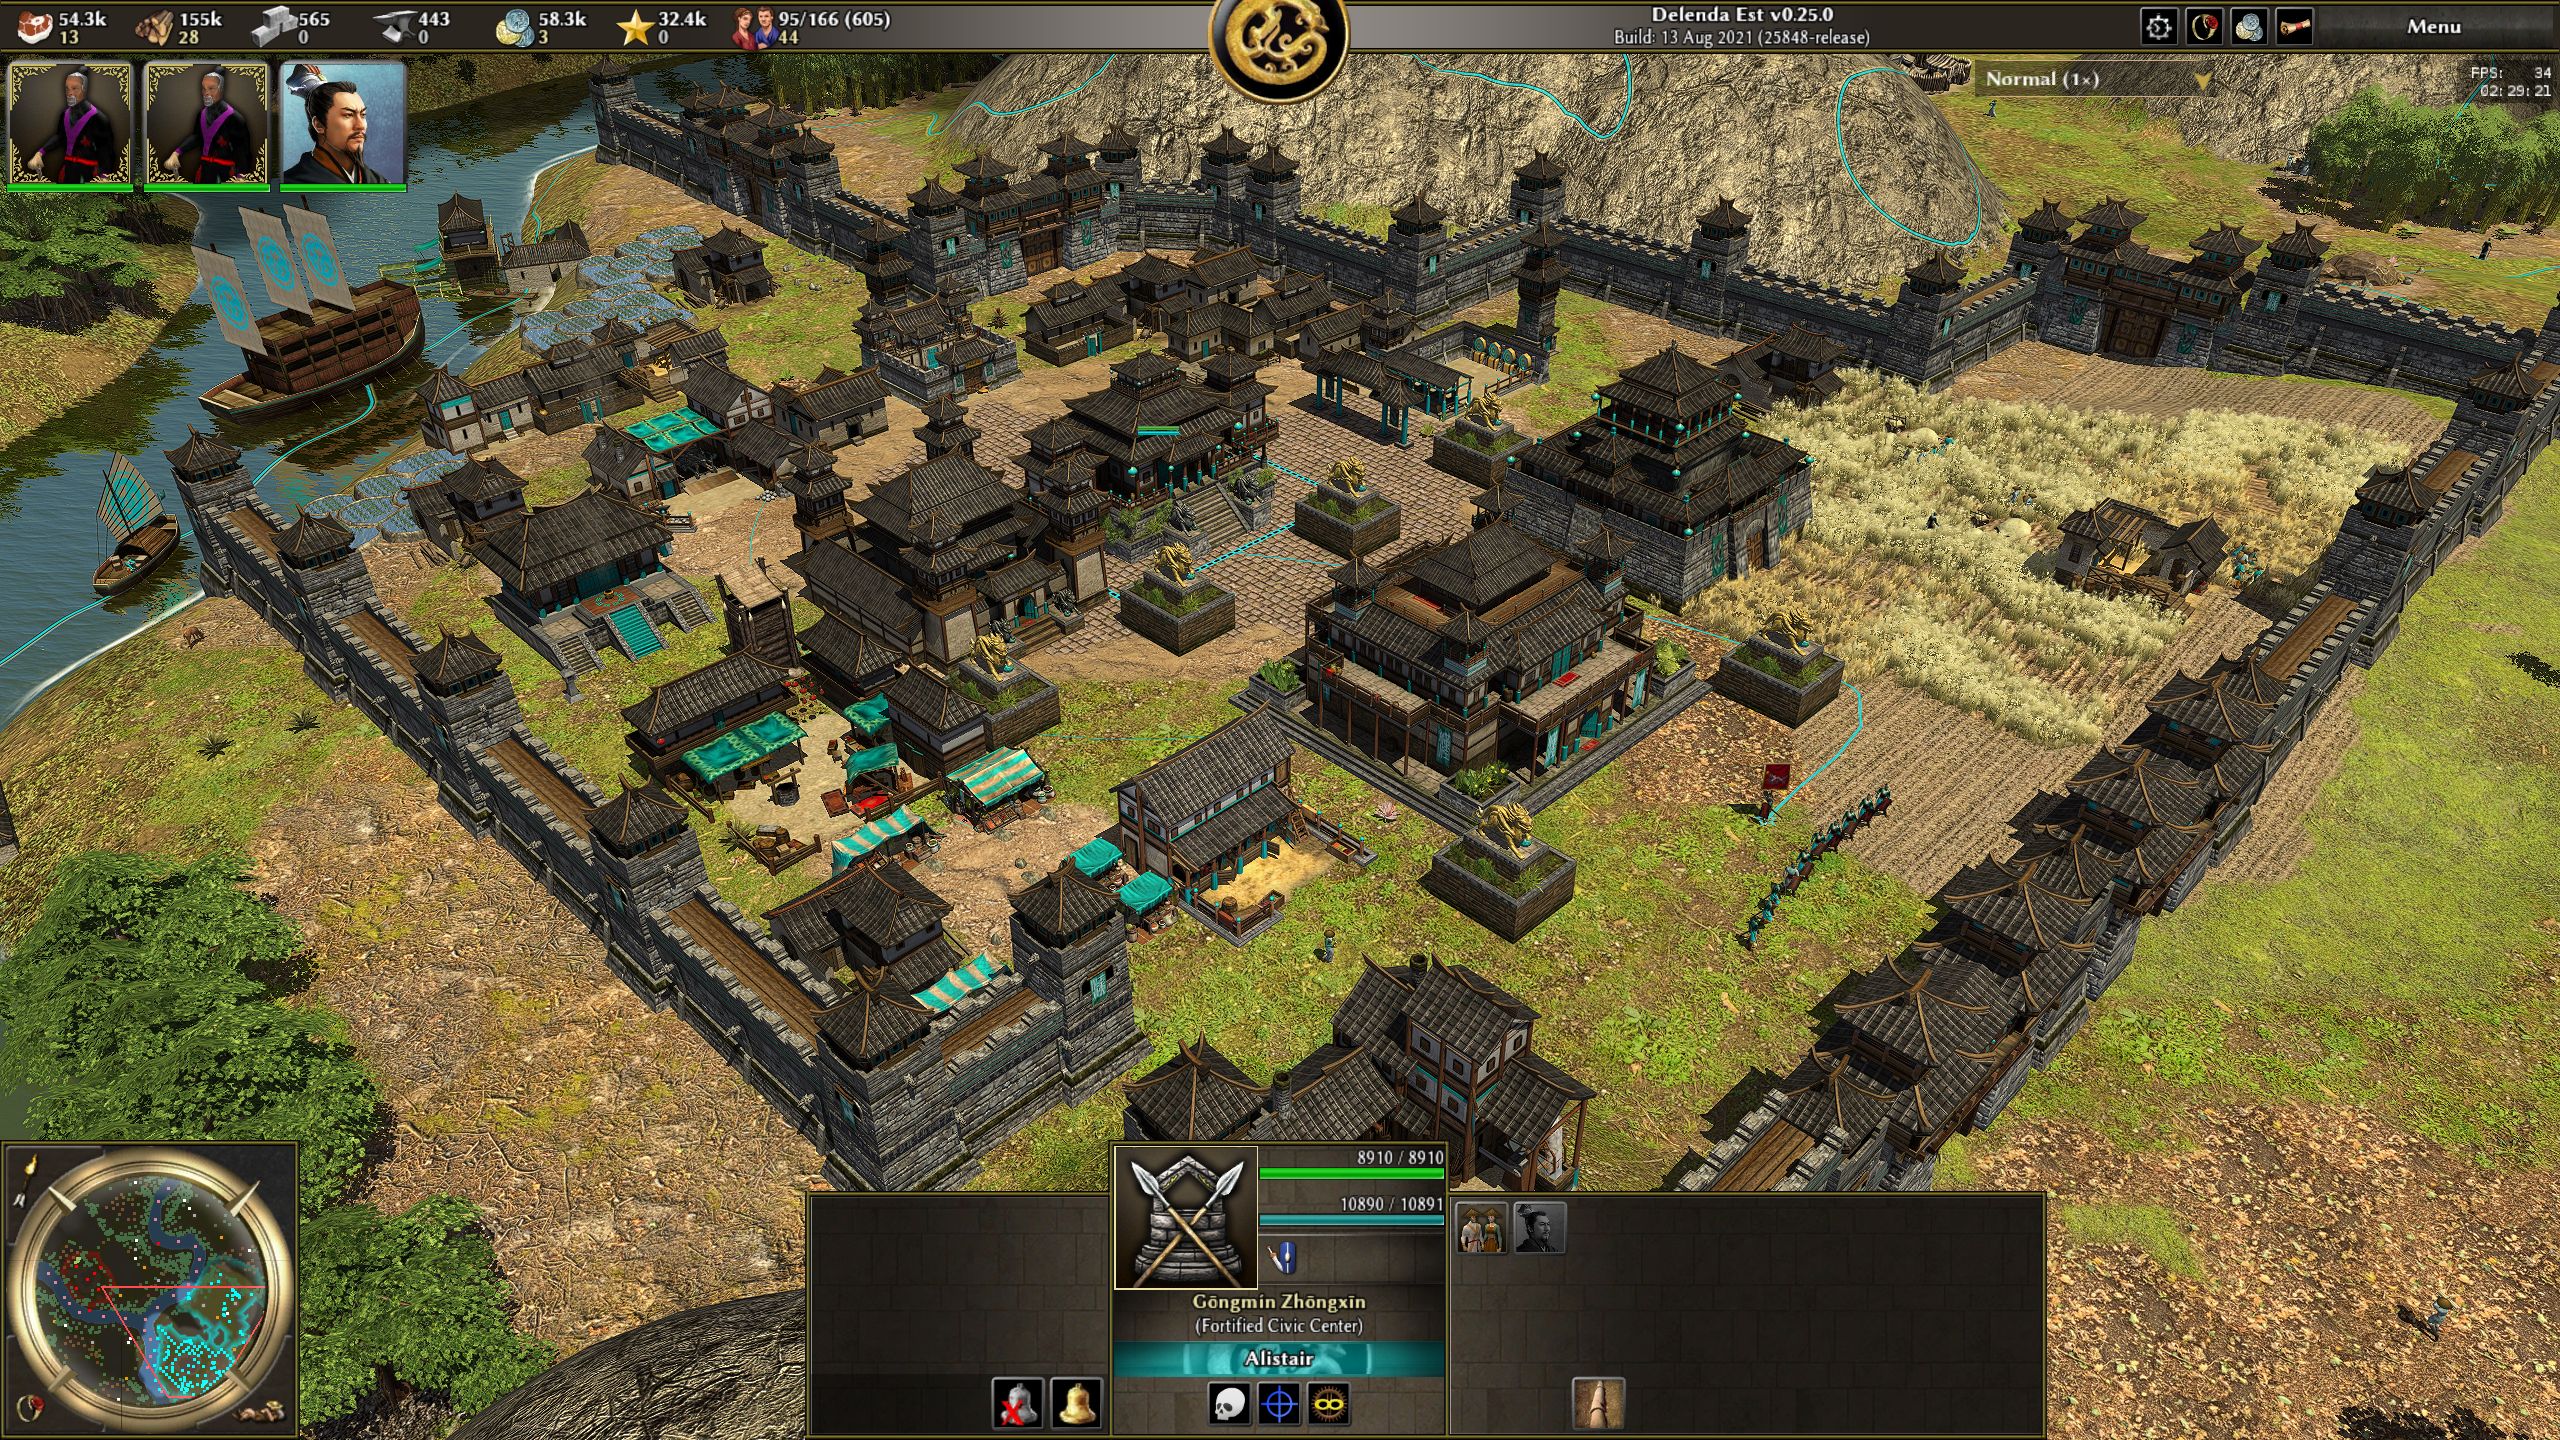 54.3k
13
155k
28
565
0
443
0
58.3k
3
32.4k
0
95/166 (605)
44
Delenda Est v0.25.0
Build: 13 Aug 2021 (25848-release)
Menu
Normal (1×)
FPS: 34
02:29:21
8910 / 8910
10890 / 10891
Gōngmín Zhōngxīn
(Fortified Civic Center)
Alistair